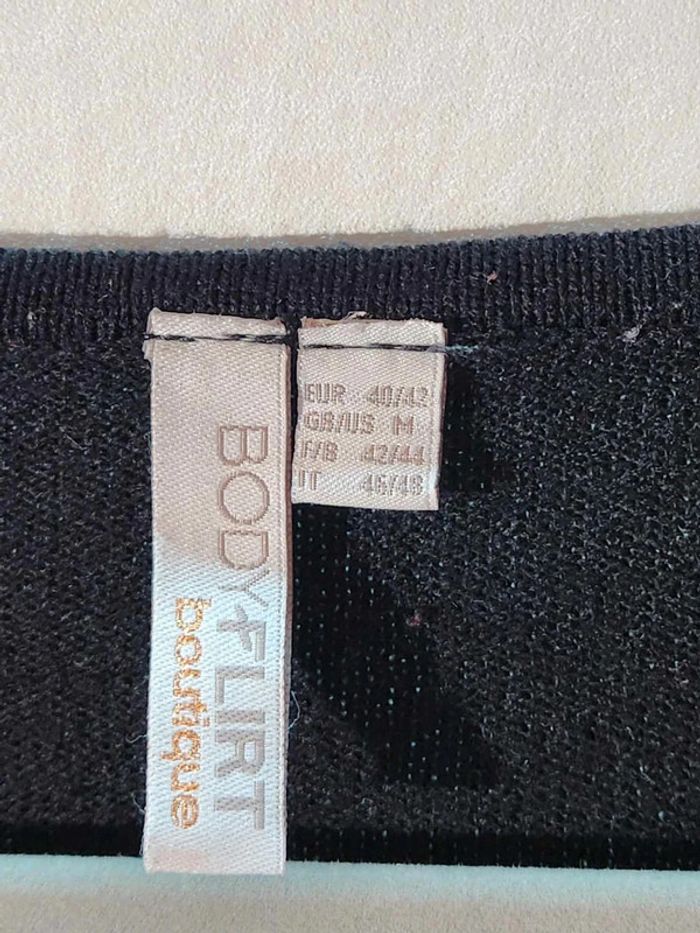 BODYFLIRT
boutique
EUR 40/42
GB/US M
F/B 42/44
IT 46/48